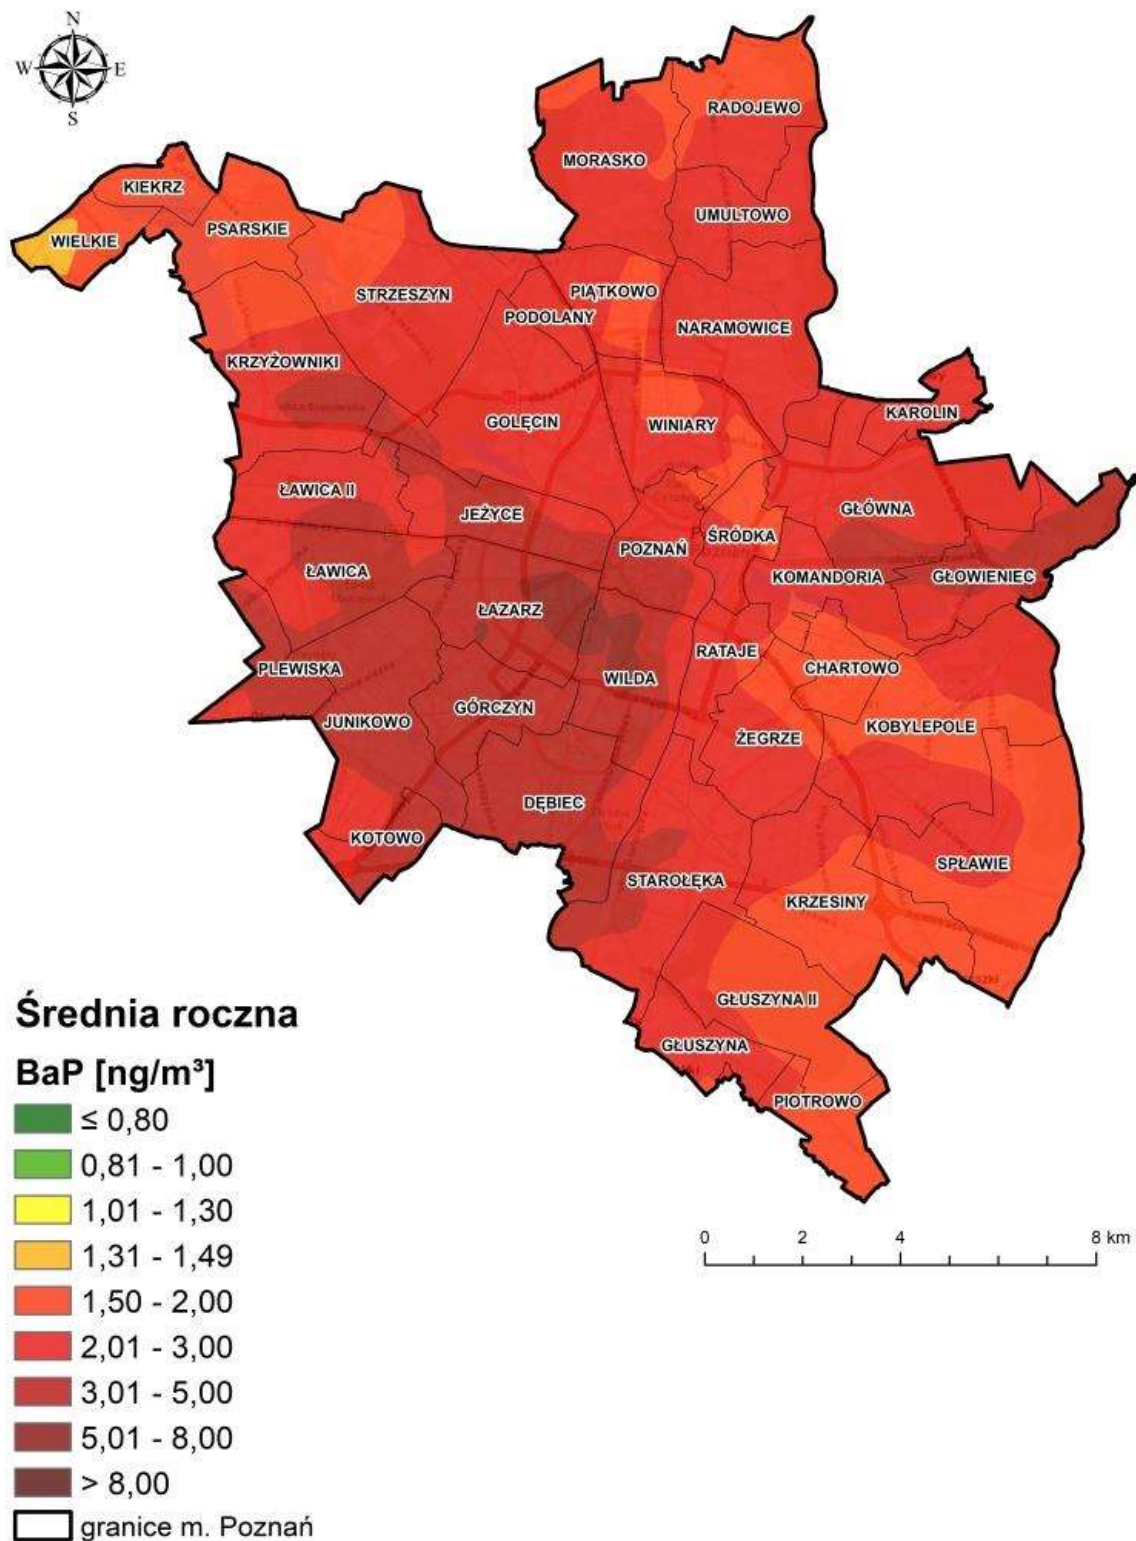 N
W E
S
RADOJEWO
MORASKO
KIEKRZ
UMULTOWO
PSARSKIE
WIELKIE
PIĄTKOWO
STRZESZYN
PODOLANY
NARAMOWICE
KRZYŻOWNIKI
KAROLIN
GOLĘCIN
WINIARY
ŁAWICA II
GŁÓWNA
JEŻYCE
ŚRÓDKA
POZNAŃ
ŁAWICA
KOMANDORIA
GŁOWIENIEC
ŁAZARZ
RATAJE
PLEWISKA
CHARTOWO
WILDA
GÓRCZYN
JUNIKOWO
KOBYLEPOLE
ŻEGRZE
DĘBIEC
KOTOWO
SPŁAWIE
STAROŁĘKA
KRZESINY
GŁUSZYNA II
GŁUSZYNA
PIOTROWO
Średnia roczna
BaP [ng/m³]
≤ 0,80
0,81 - 1,00
1,01 - 1,30
1,31 - 1,49
1,50 - 2,00
2,01 - 3,00
3,01 - 5,00
5,01 - 8,00
> 8,00
granice m. Poznań
0 2 4 8 km